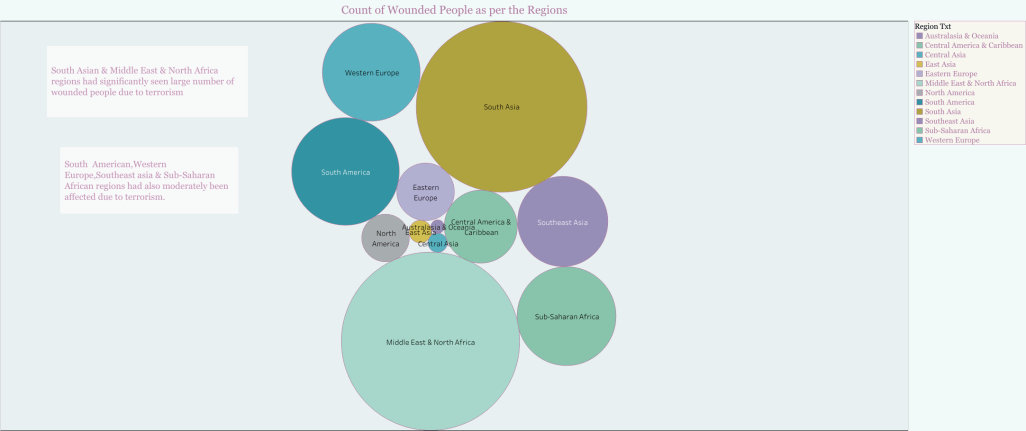 Count of Wounded People as per the Regions
South Asian & Middle East & North Africa
regions had significantly seen large number of
wounded people due to terrorism
South  American,Western
Europe,Southeast asia & Sub-Saharan
African regions had also moderately been
affected due to terrorism.
Western Europe
South Asia
South America
Eastern
Europe
Southeast Asia
Central America &
Caribbean
Australasia & Oceania
East Asia
North
America
Central Asia
Sub-Saharan Africa
Middle East & North Africa
Region Txt
Australasia & Oceania
Central America & Caribbean
Central Asia
East Asia
Eastern Europe
Middle East & North Africa
North America
South America
South Asia
Southeast Asia
Sub-Saharan Africa
Western Europe